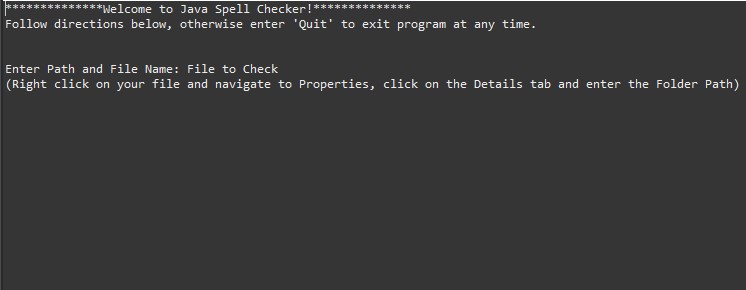 **************Welcome to Java Spell Checker!**************
Follow directions below, otherwise enter 'Quit' to exit program at any time.
Enter Path and File Name: File to Check
(Right click on your file and navigate to Properties, click on the Details tab and enter the Folder Path)